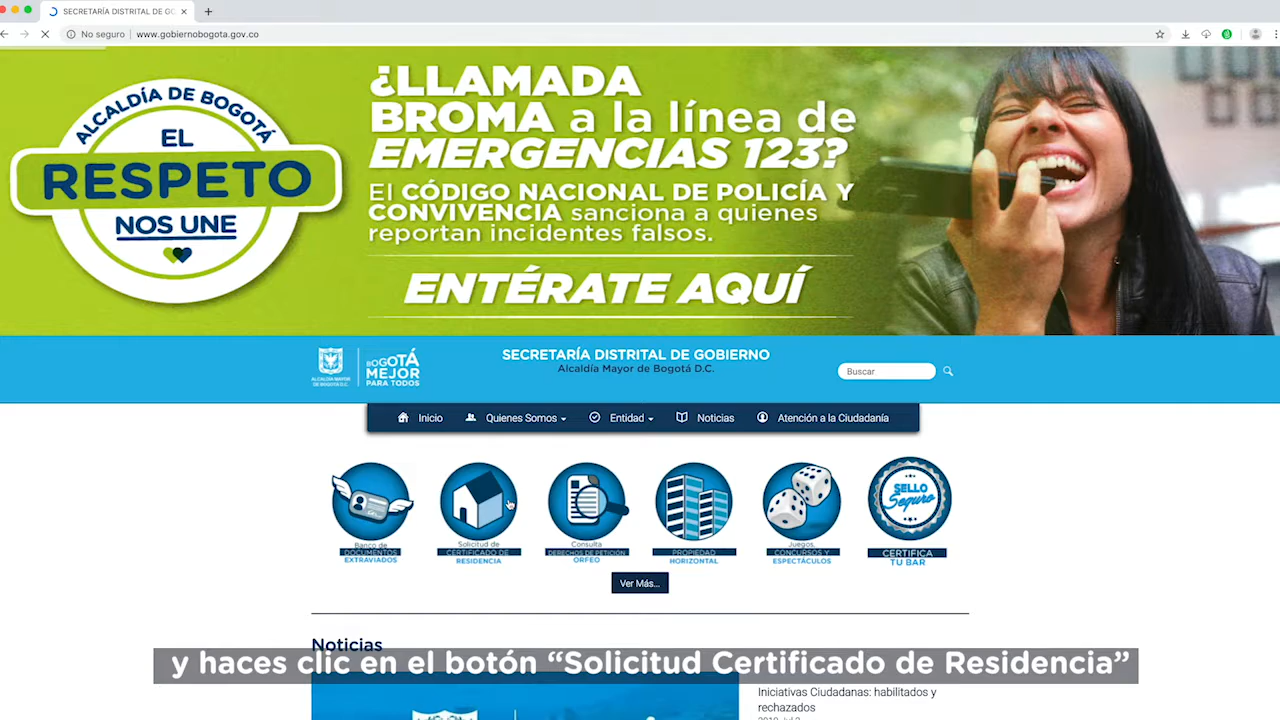 SECRETARÍA DISTRITAL DE GO
No seguro
www.gobiernobogota.gov.co
ALCALDÍA DE BOGOTÁ
EL
RESPETO
NOS UNE
¿LLAMADA
BROMA a la línea de
EMERGENCIAS 123?
El CÓDIGO NACIONAL DE POLICÍA Y
CONVIVENCIA sanciona a quienes
reportan incidentes falsos.
ENTÉRATE AQUÍ
ALCALDÍA MAYOR
DE BOGOTÁ D.C.
BOGOTÁ
MEJOR
PARA TODOS
SECRETARÍA DISTRITAL DE GOBIERNO
Alcaldía Mayor de Bogotá D.C.
Buscar
Inicio
Quienes Somos
Entidad
Noticias
Atención a la Ciudadanía
Banco de
DOCUMENTOS
EXTRAVIADOS
Solicitud de
CERTIFICADO DE
RESIDENCIA
Consulta
DERECHOS DE PETICIÓN
ORFEO
PROPIEDAD
HORIZONTAL
Juegos,
CONCURSOS Y
ESPECTÁCULOS
SELLO
Seguro
CERTIFICA
TU BAR
Ver Más...
Noticias
y haces clic en el botón “Solicitud Certificado de Residencia”
Iniciativas Ciudadanas: habilitados y
rechazados